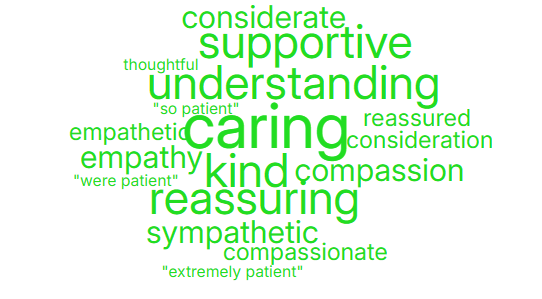 considerate
supportive
thoughtful
understanding
"so patient"
caring
reassured
empathetic
consideration
empathy
kind
compassion
"were patient"
reassuring
sympathetic
compassionate
"extremely patient"